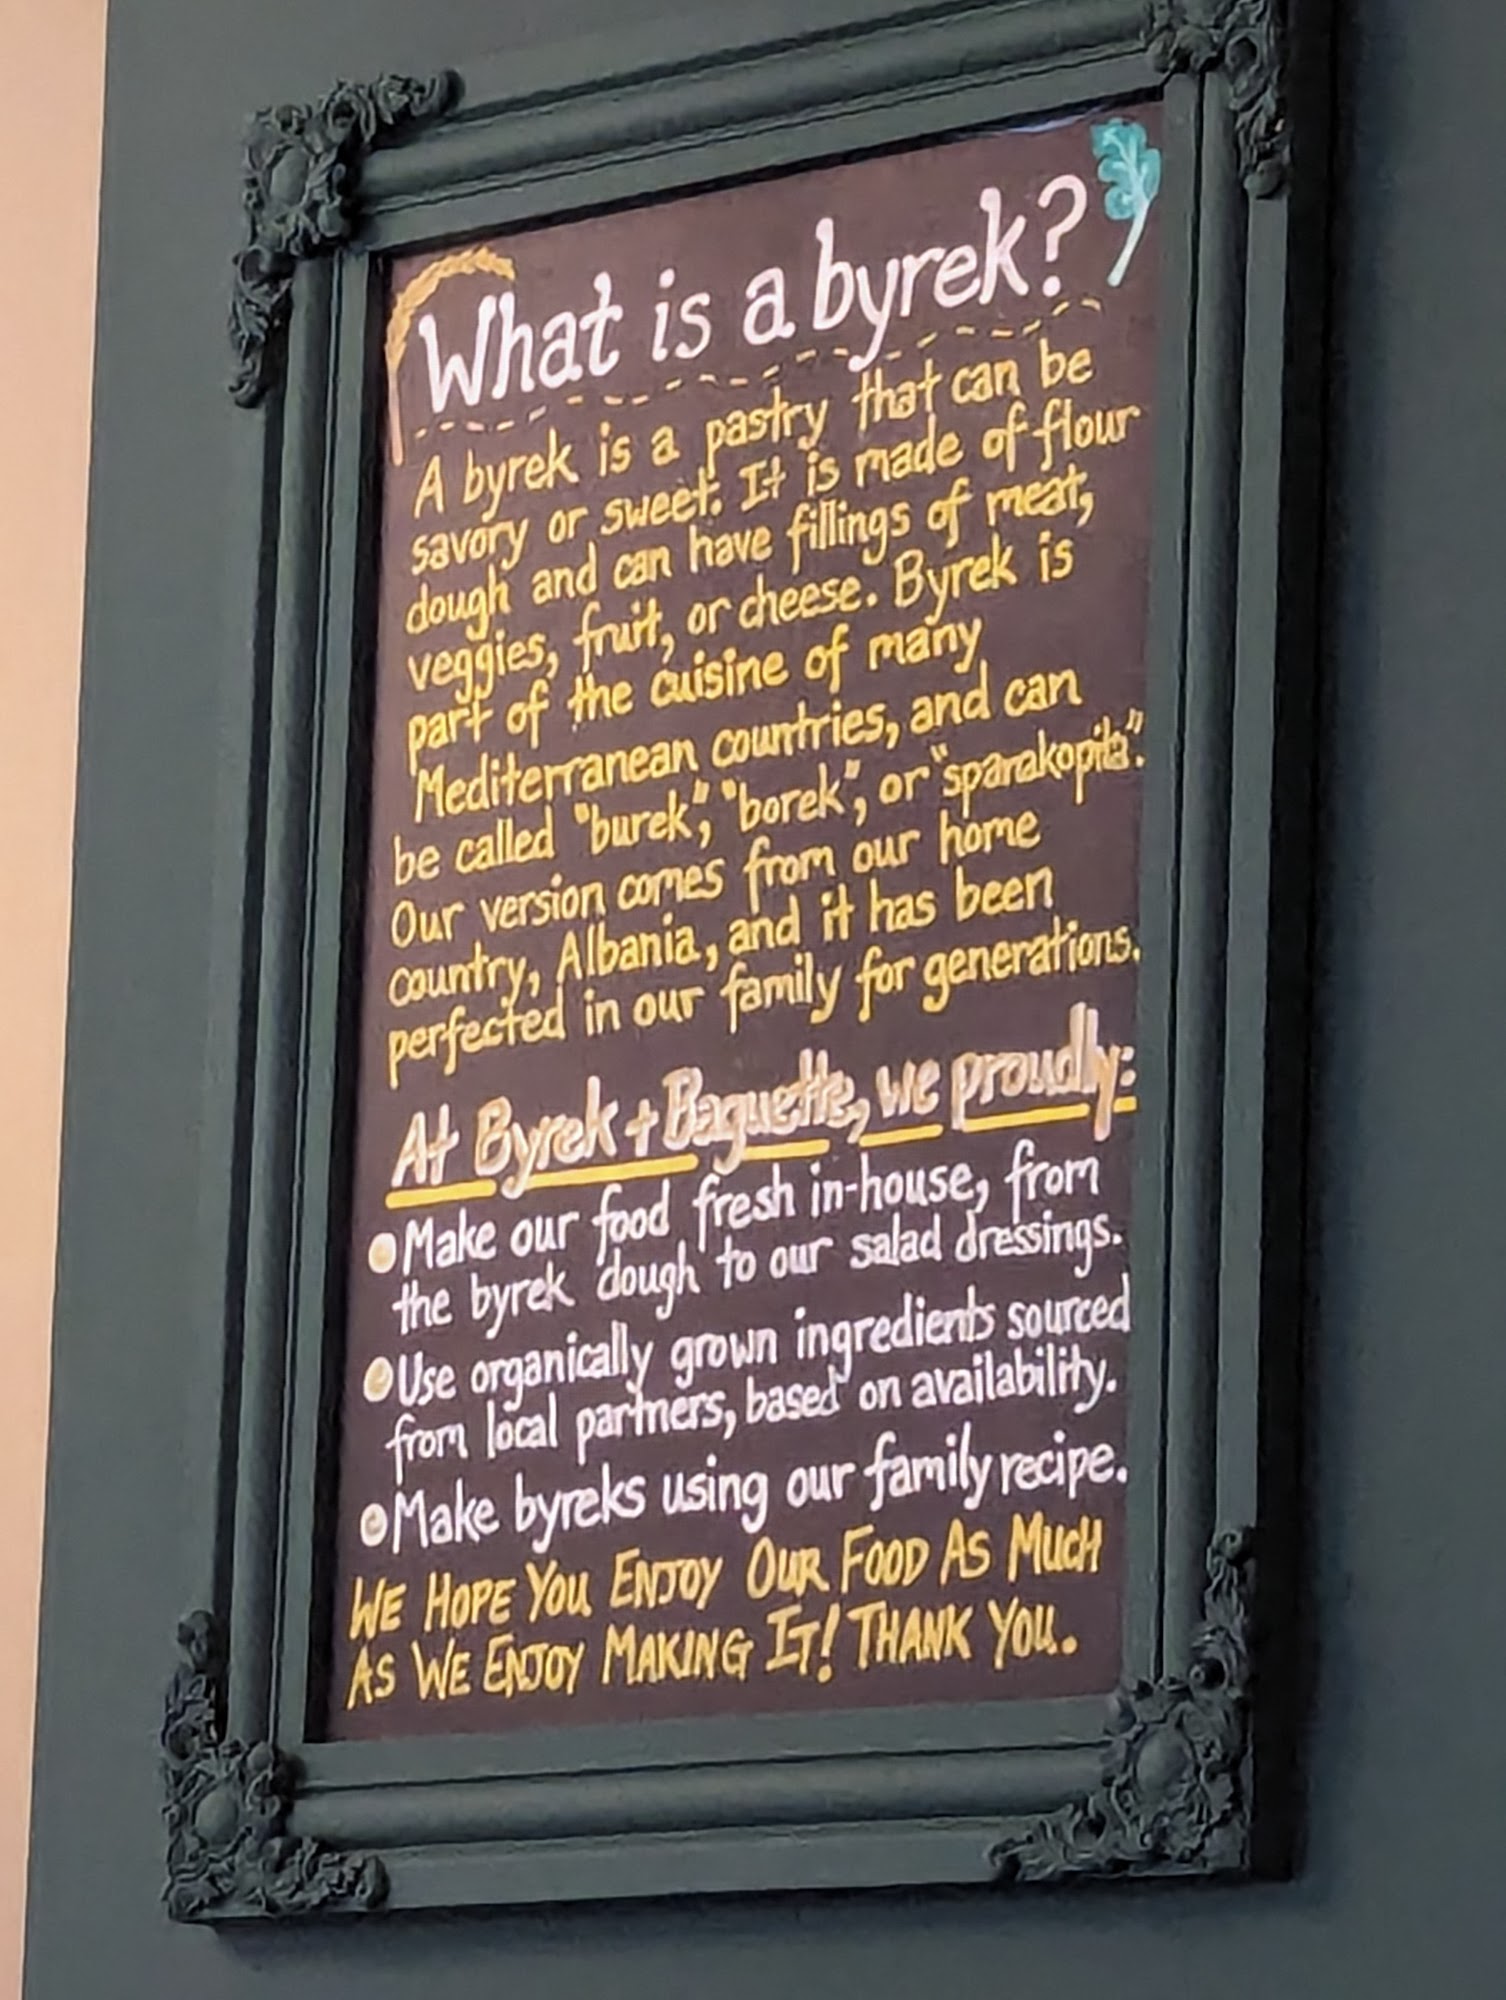 What is a byrek?
A byrek is a pastry that can be
savory or sweet. It is made of flour
dough and can have fillings of meat,
veggies, fruit, or cheese. Byrek is
part of the cuisine of many
Mediterranean countries, and can
be called "burek", "borek", or "spanakopita".
Our version comes from our home
country, Albania, and it has been
perfected in our family for generations.
At Byrek + Baguette, we proudly:
• Make our food fresh in-house, from
the byrek dough to our salad dressings.
• Use organically grown ingredients sourced
from local partners, based on availability.
• Make byreks using our family recipe.
WE HOPE YOU ENJOY OUR FOOD AS MUCH
AS WE ENJOY MAKING IT! THANK YOU.